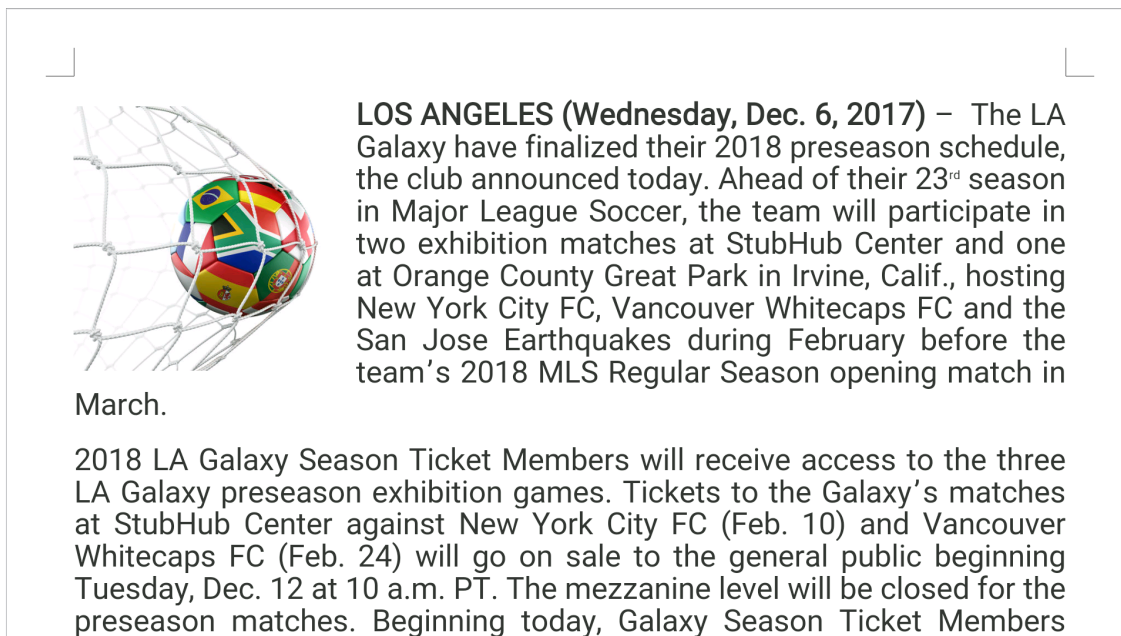 LOS ANGELES (Wednesday, Dec. 6, 2017) – The LA
Galaxy have finalized their 2018 preseason schedule,
the club announced today. Ahead of their 23rd season
in Major League Soccer, the team will participate in
two exhibition matches at StubHub Center and one
at Orange County Great Park in Irvine, Calif., hosting
New York City FC, Vancouver Whitecaps FC and the
San Jose Earthquakes during February before the
team’s 2018 MLS Regular Season opening match in
March.
2018 LA Galaxy Season Ticket Members will receive access to the three
LA Galaxy preseason exhibition games. Tickets to the Galaxy’s matches
at StubHub Center against New York City FC (Feb. 10) and Vancouver
Whitecaps FC (Feb. 24) will go on sale to the general public beginning
Tuesday, Dec. 12 at 10 a.m. PT. The mezzanine level will be closed for the
preseason matches. Beginning today, Galaxy Season Ticket Members